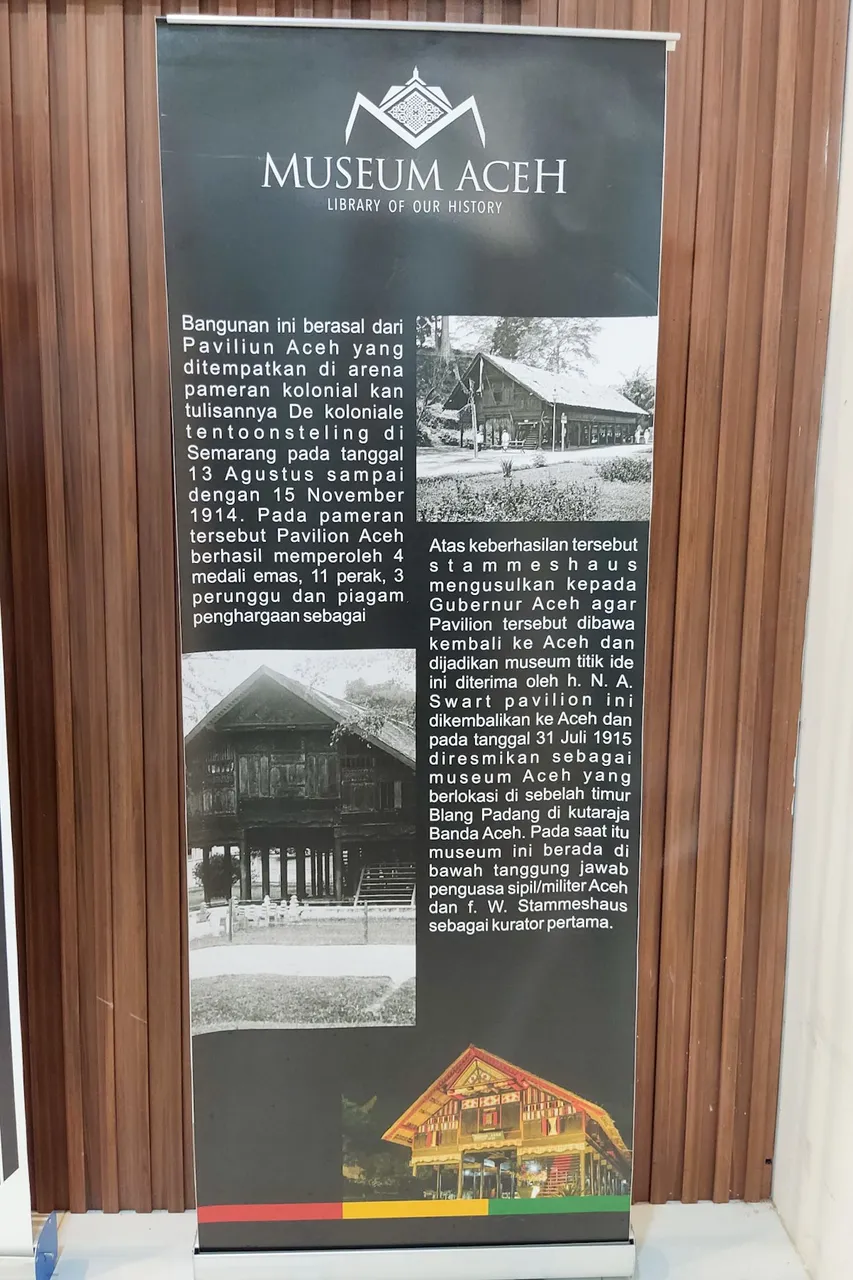 MUSEUM ACEH
LIBRARY OF OUR HISTORY
Bangunan ini berasal dari
Paviliun Aceh yang
ditempatkan di arena
pameran kolonial kan
tulisannya De koloniale
tentoonsteling di
Semarang pada tanggal
13 Agustus sampai
dengan 15 November
1914. Pada pameran
tersebut Pavilion Aceh
berhasil memperoleh 4
medali emas, 11 perak, 3
perunggu dan piagam
penghargaan sebagai
Atas keberhasilan tersebut
stammeshaus
mengusulkan kepada
Gubernur Aceh agar
Pavilion tersebut dibawa
kembali ke Aceh dan
dijadikan museum titik ide
ini diterima oleh h. N. A.
Swart pavilion ini
dikembalikan ke Aceh dan
pada tanggal 31 Juli 1915
diresmikan sebagai
museum Aceh yang
berlokasi di sebelah timur
Blang Padang di kutaraja
Banda Aceh. Pada saat itu
museum ini berada di
bawah tanggung jawab
penguasa sipil/militer Aceh
dan f. W. Stammeshaus
sebagai kurator pertama.